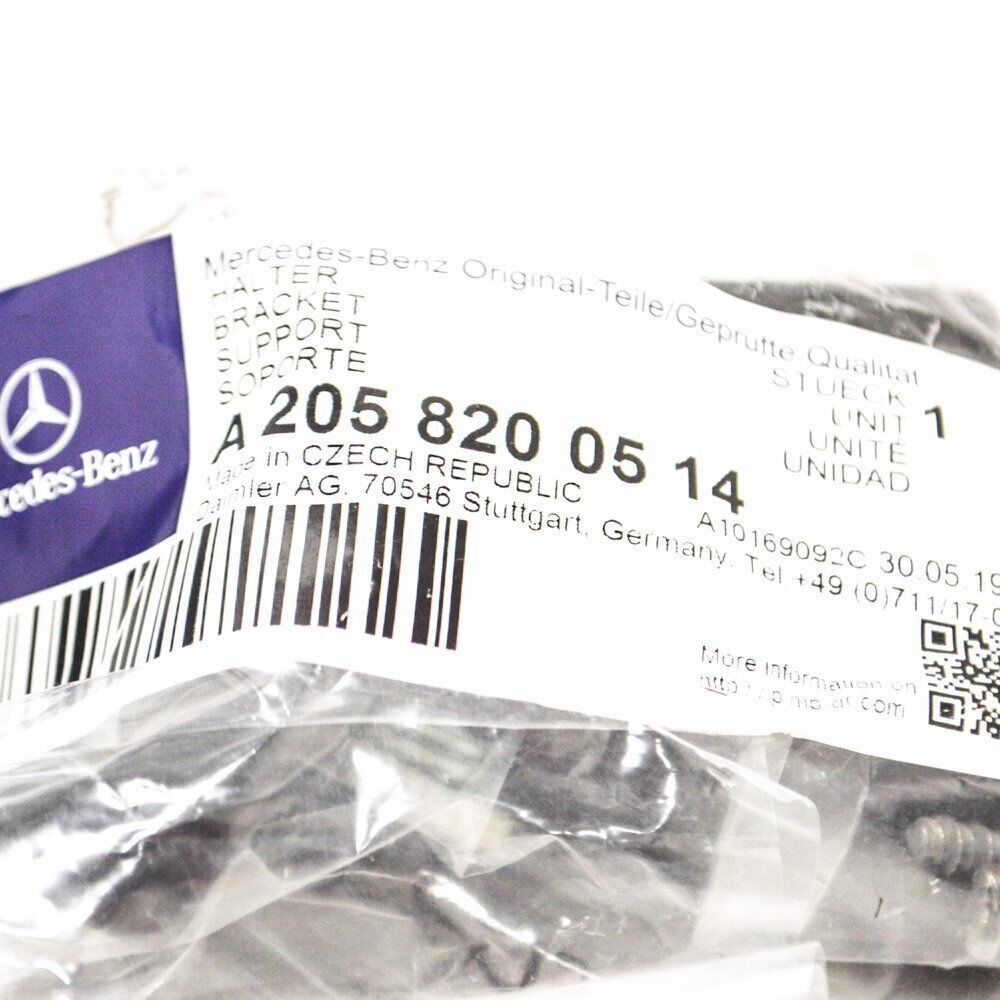 Mercedes-Benz Original-Teile/Geprüfte Qualität
HALTER
BRACKET
SUPPORT
SOPORTE
STUECK
UNIT 1
UNITÉ
UNIDAD
A 205 820 05 14
Made in CZECH REPUBLIC
A10169092C 30.05.19
Daimler AG. 70546 Stuttgart, Germany, Tel.+49 (0)711/17-0
cedes-Benz
More information on